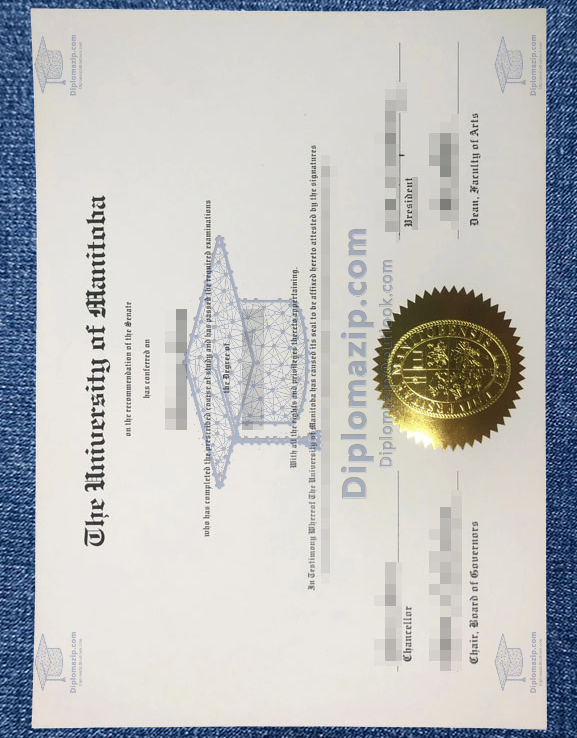 The University of Manitoba
on the recommendation of the Senate
has conferred on
who has completed the prescribed course of study and has passed the required examinations
the Degree of
With all the rights and privileges thereto appertaining.
In Testimony Whereof The University of Manitoba has caused its seal to be affixed hereto attested by the signatures
Chancellor
President
Chair, Board of Governors
Dean, Faculty of Arts
Diplomazip.com
Diplomazip.com
Diplomazip.com
Diplomazip.com
Diplomazip.com